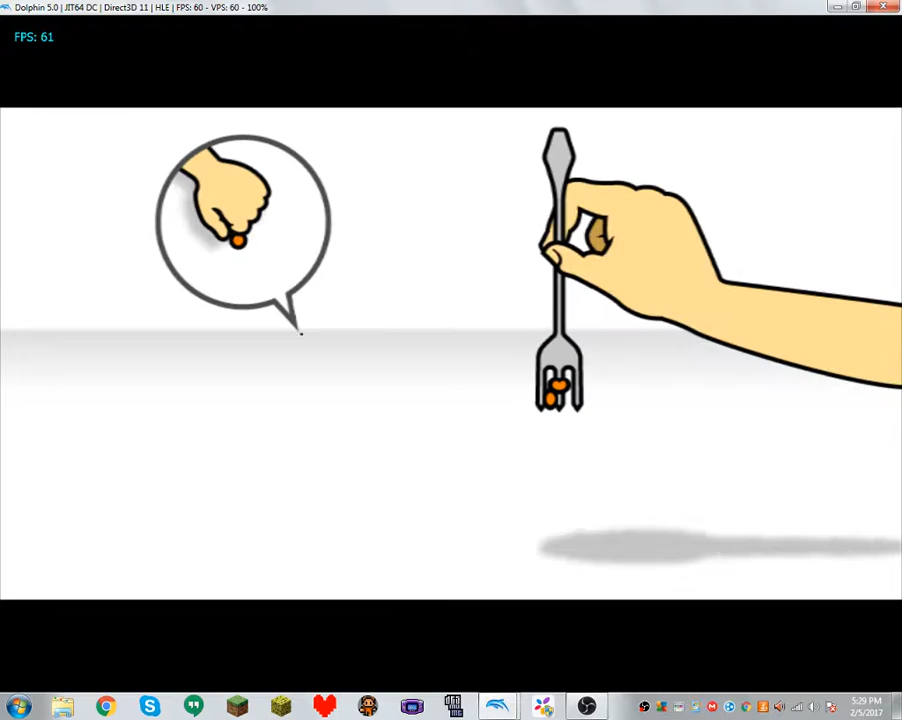 Dolphin 5.0 | JIT64 DC | Direct3D 11 | HLE | FPS: 60 - VPS: 60 - 100%
FPS: 61
5:29 PM
2/5/2017